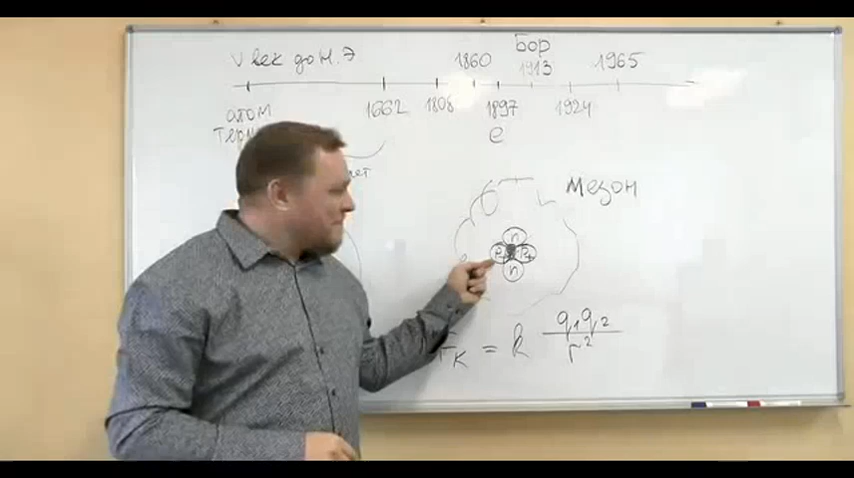 V век до н. э
1860
Бор
1913
1965
атом
1662
1808
1897
1924
e
мезон
n
P+ P+
n
= k q₁q₂ / r²